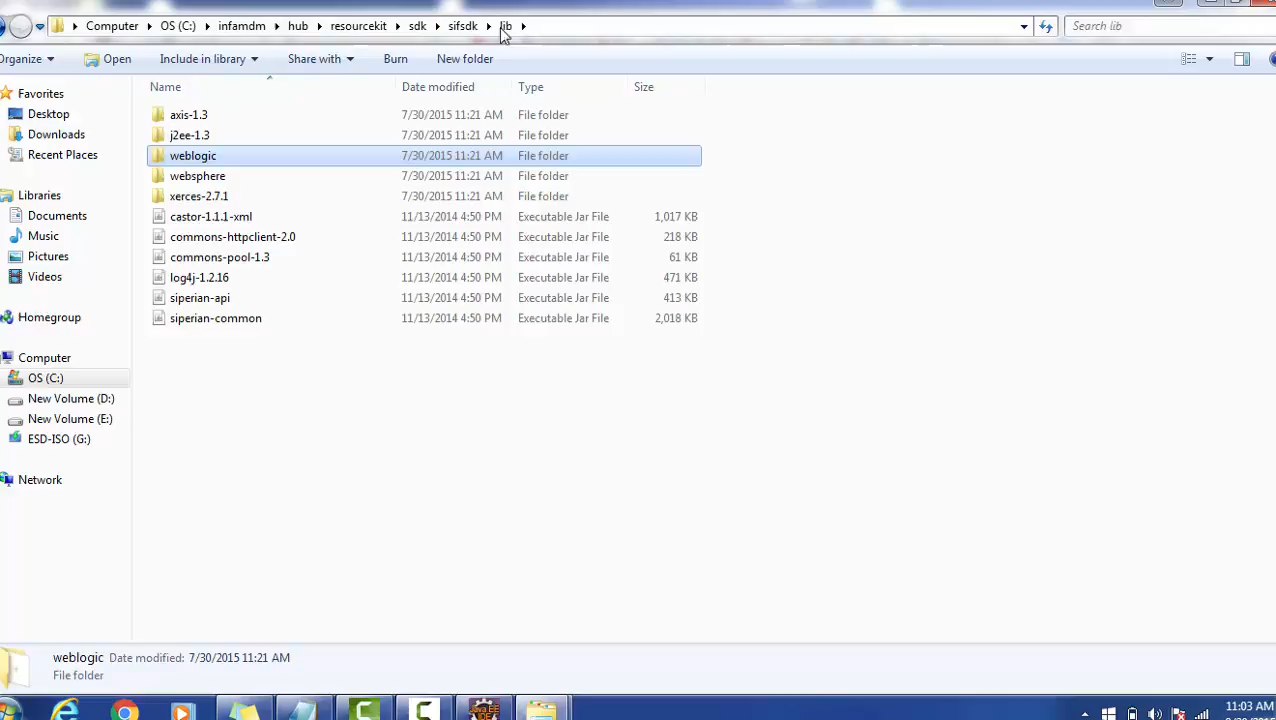 Computer OS (C:) infamdm hub resourcekit sdk sifsdk lib Search lib
Organize Open Include in library Share with Burn New folder
Name Date modified Type Size
Favorites
Desktop
Downloads
Recent Places
Libraries
Documents
Music
Pictures
Videos
Homegroup
Computer
OS (C:)
New Volume (D:)
New Volume (E:)
ESD-ISO (G:)
Network
axis-1.3 7/30/2015 11:21 AM File folder
j2ee-1.3 7/30/2015 11:21 AM File folder
weblogic 7/30/2015 11:21 AM File folder
websphere 7/30/2015 11:21 AM File folder
xerces-2.7.1 7/30/2015 11:21 AM File folder
castor-1.1.1-xml 11/13/2014 4:50 PM Executable Jar File 1,017 KB
commons-httpclient-2.0 11/13/2014 4:50 PM Executable Jar File 218 KB
commons-pool-1.3 11/13/2014 4:50 PM Executable Jar File 61 KB
log4j-1.2.16 11/13/2014 4:50 PM Executable Jar File 471 KB
siperian-api 11/13/2014 4:50 PM Executable Jar File 413 KB
siperian-common 11/13/2014 4:50 PM Executable Jar File 2,018 KB
weblogic Date modified: 7/30/2015 11:21 AM
File folder
Java EE
IDE
11:03 AM